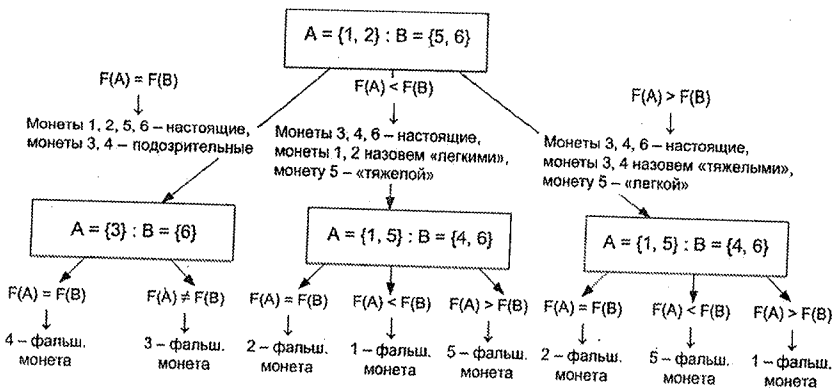 A = {1, 2} : B = {5, 6}
F(A) = F(B)
Монеты 1, 2, 5, 6 – настоящие,
монеты 3, 4 – подозрительные
F(A) < F(B)
Монеты 3, 4, 6 – настоящие,
монеты 1, 2 назовем «легкими»,
монету 5 – «тяжелой»
F(A) > F(B)
Монеты 3, 4, 6 – настоящие,
монеты 3, 4 назовем «тяжелыми»,
монету 5 – «легкой»
A = {3} : B = {6}
A = {1, 5} : B = {4, 6}
A = {1, 5} : B = {4, 6}
F(A) = F(B)
4 – фальш.
монета
F(A) ≠ F(B)
3 – фальш.
монета
F(A) = F(B)
2 – фальш.
монета
F(A) < F(B)
1 – фальш.
монета
F(A) > F(B)
5 – фальш.
монета
F(A) = F(B)
2 – фальш.
монета
F(A) < F(B)
5 – фальш.
монета
F(A) > F(B)
1 – фальш.
монета